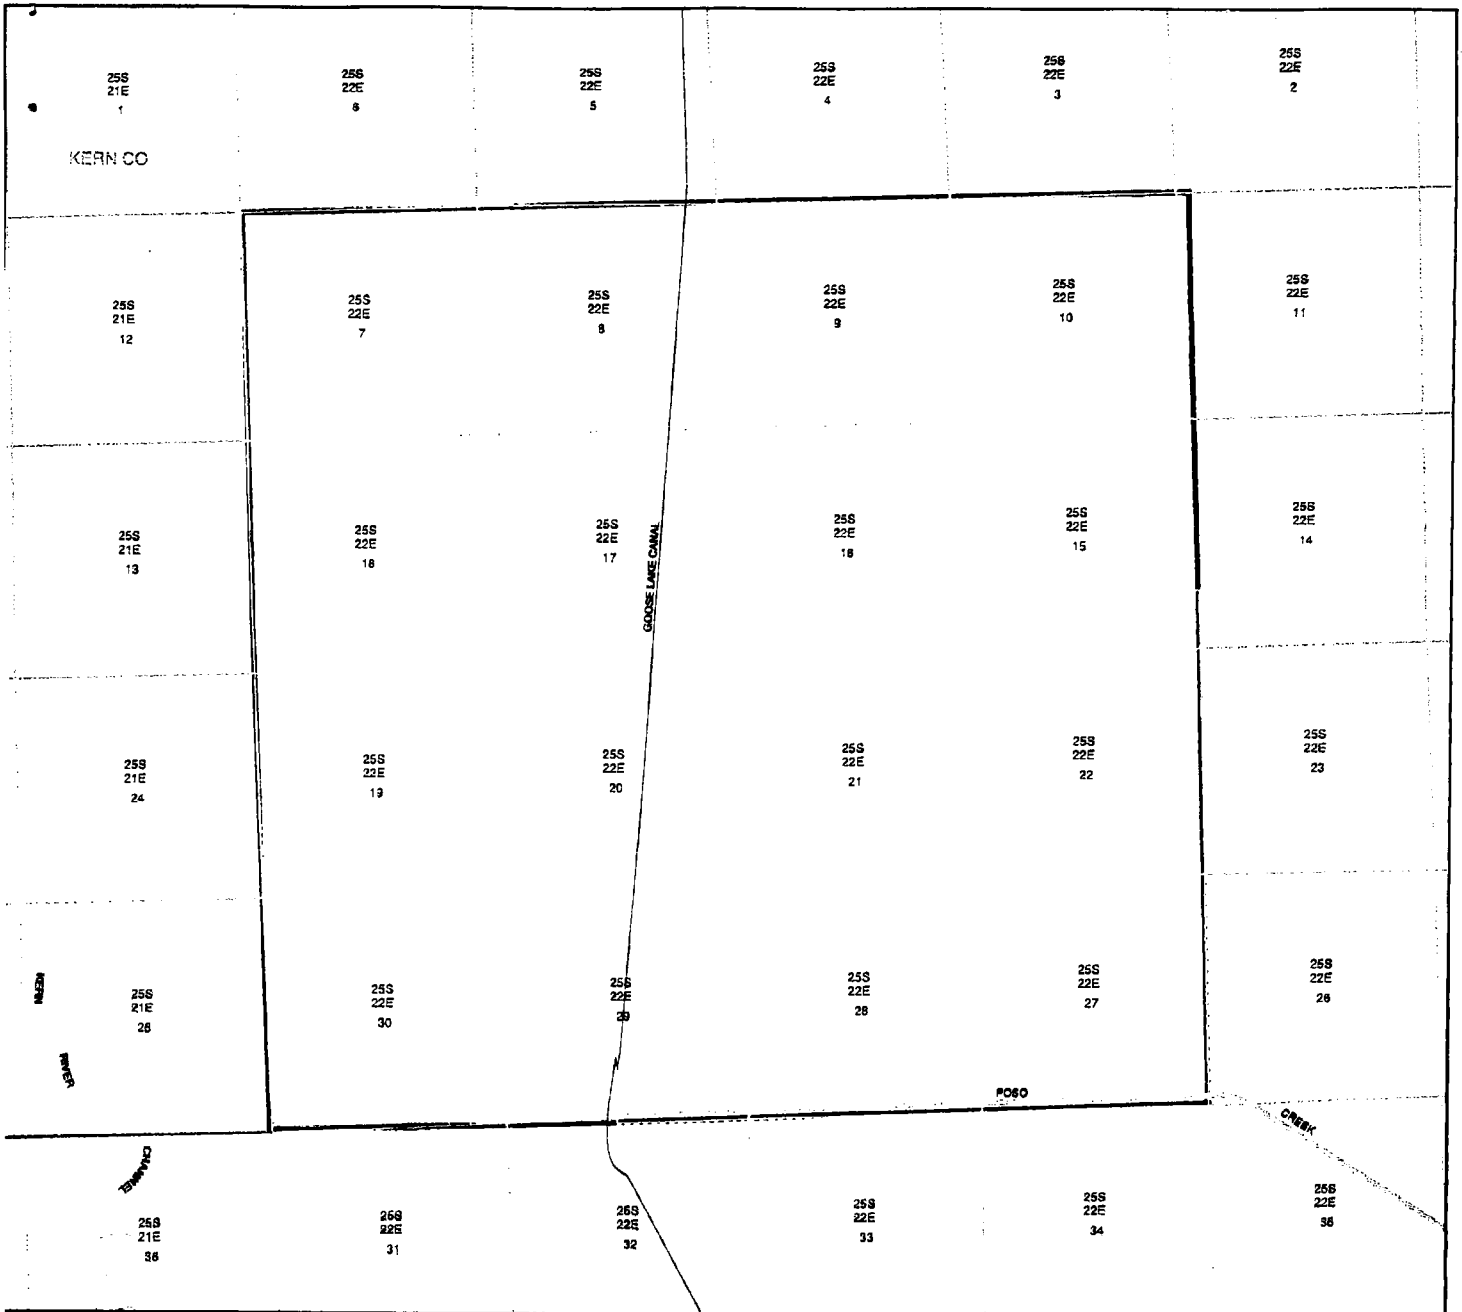 25S
21E
1
25S
22E
6
25S
22E
5
25S
22E
4
25S
22E
3
25S
22E
2
KERN CO
25S
21E
12
25S
22E
7
25S
22E
8
25S
22E
9
25S
22E
10
25S
22E
11
25S
21E
13
25S
22E
18
25S
22E
17
GOOSE LAKE CANAL
25S
22E
16
25S
22E
15
25S
22E
14
25S
21E
24
25S
22E
19
25S
22E
20
25S
22E
21
25S
22E
22
25S
22E
23
KERN
RIVER
CHANNEL
25S
21E
25
25S
22E
30
25S
22E
29
25S
22E
28
25S
22E
27
25S
22E
26
POSO
CREEK
25S
21E
36
25S
22E
31
25S
22E
32
25S
22E
33
25S
22E
34
25S
22E
35